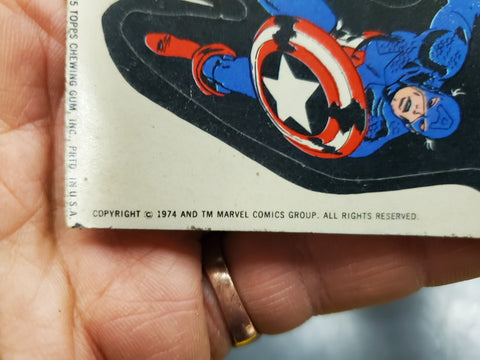 5 TOPPS CHEWING GUM, INC., PRTD. IN U.S.A.
COPYRIGHT © 1974 AND TM MARVEL COMICS GROUP. ALL RIGHTS RESERVED.